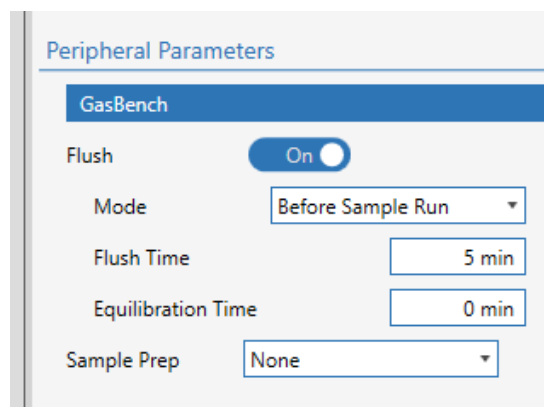 Peripheral Parameters
GasBench
Flush On
Mode Before Sample Run
Flush Time 5 min
Equilibration Time 0 min
Sample Prep None